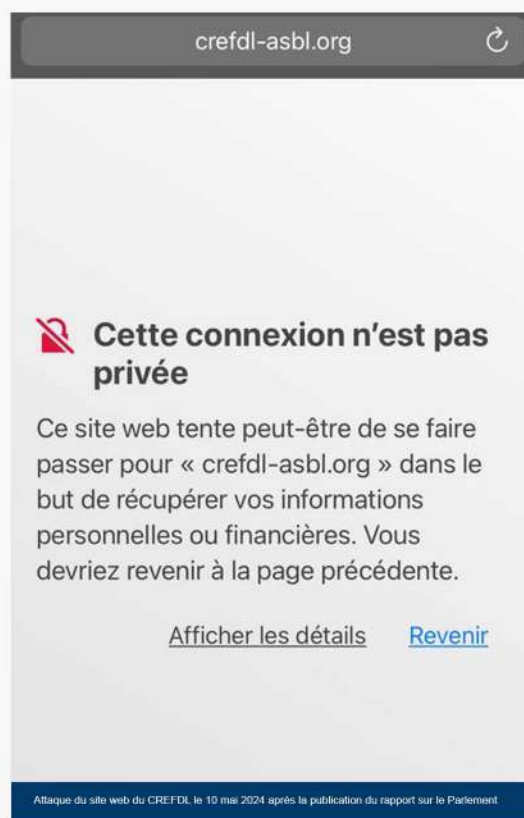 crefdl-asbl.org
Cette connexion n'est pas
privée
Ce site web tente peut-être de se faire
passer pour « crefdl-asbl.org » dans le
but de récupérer vos informations
personnelles ou financières. Vous
devriez revenir à la page précédente.
Afficher les détails Revenir
Attaque du site web du CREFDL le 10 mai 2024 après la publication du rapport sur le Parlement